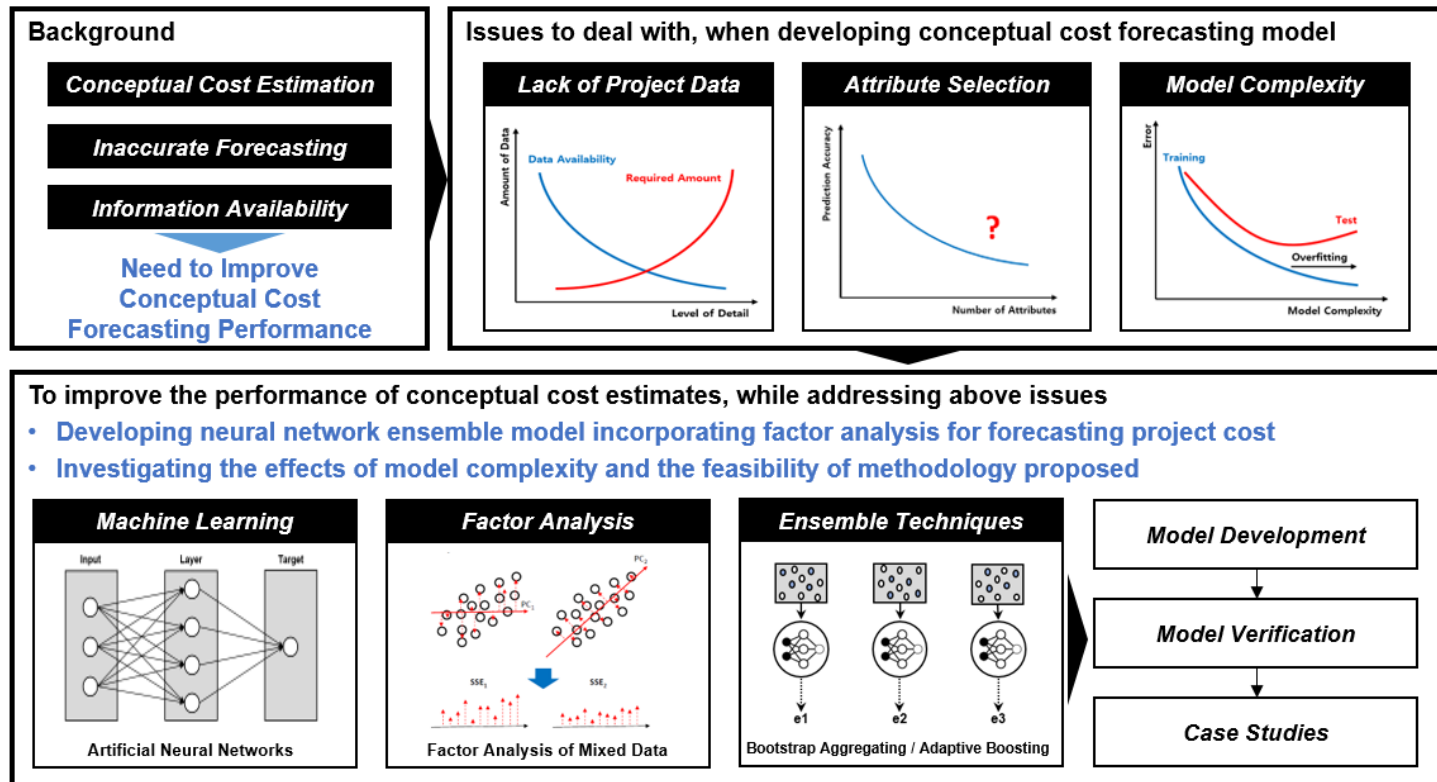 Background
Conceptual Cost Estimation
Inaccurate Forecasting
Information Availability
Need to Improve
Conceptual Cost
Forecasting Performance
Issues to deal with, when developing conceptual cost forecasting model
Lack of Project Data
Amount of Data
Data Availability
Required Amount
Level of Detail
Attribute Selection
Prediction Accuracy
?
Number of Attributes
Model Complexity
Error
Training
Test
Overfitting
Model Complexity
To improve the performance of conceptual cost estimates, while addressing above issues
• Developing neural network ensemble model incorporating factor analysis for forecasting project cost
• Investigating the effects of model complexity and the feasibility of methodology proposed
Machine Learning
Input Layer Target
Artificial Neural Networks
Factor Analysis
PC1
PC2
SSE1
SSE2
Factor Analysis of Mixed Data
Ensemble Techniques
e1 e2 e3
Bootstrap Aggregating / Adaptive Boosting
Model Development
Model Verification
Case Studies